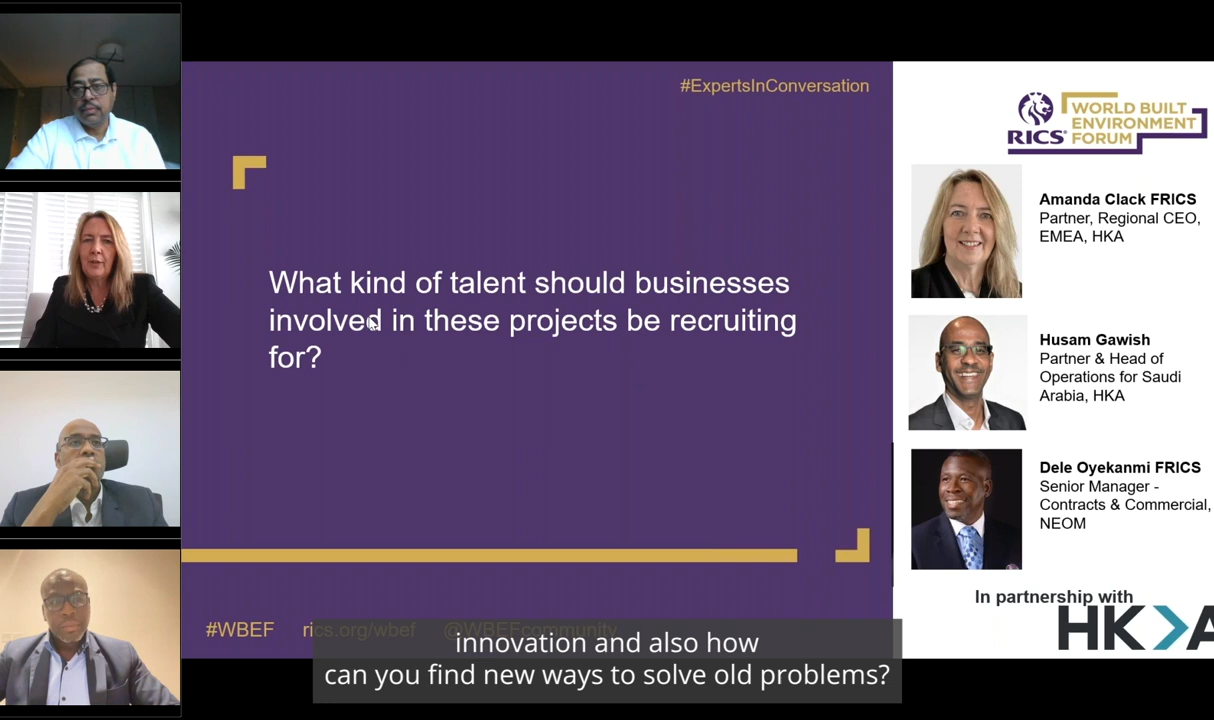 #ExpertsInConversation
What kind of talent should businesses
involved in these projects be recruiting
for?
#WBEF rics.org/wbef @WBEFcommunity
innovation and also how
can you find new ways to solve old problems?
RICS
WORLD BUILT
ENVIRONMENT
FORUM
Amanda Clack FRICS
Partner, Regional CEO,
EMEA, HKA
Husam Gawish
Partner & Head of
Operations for Saudi
Arabia, HKA
Dele Oyekanmi FRICS
Senior Manager -
Contracts & Commercial,
NEOM
In partnership with
HKA